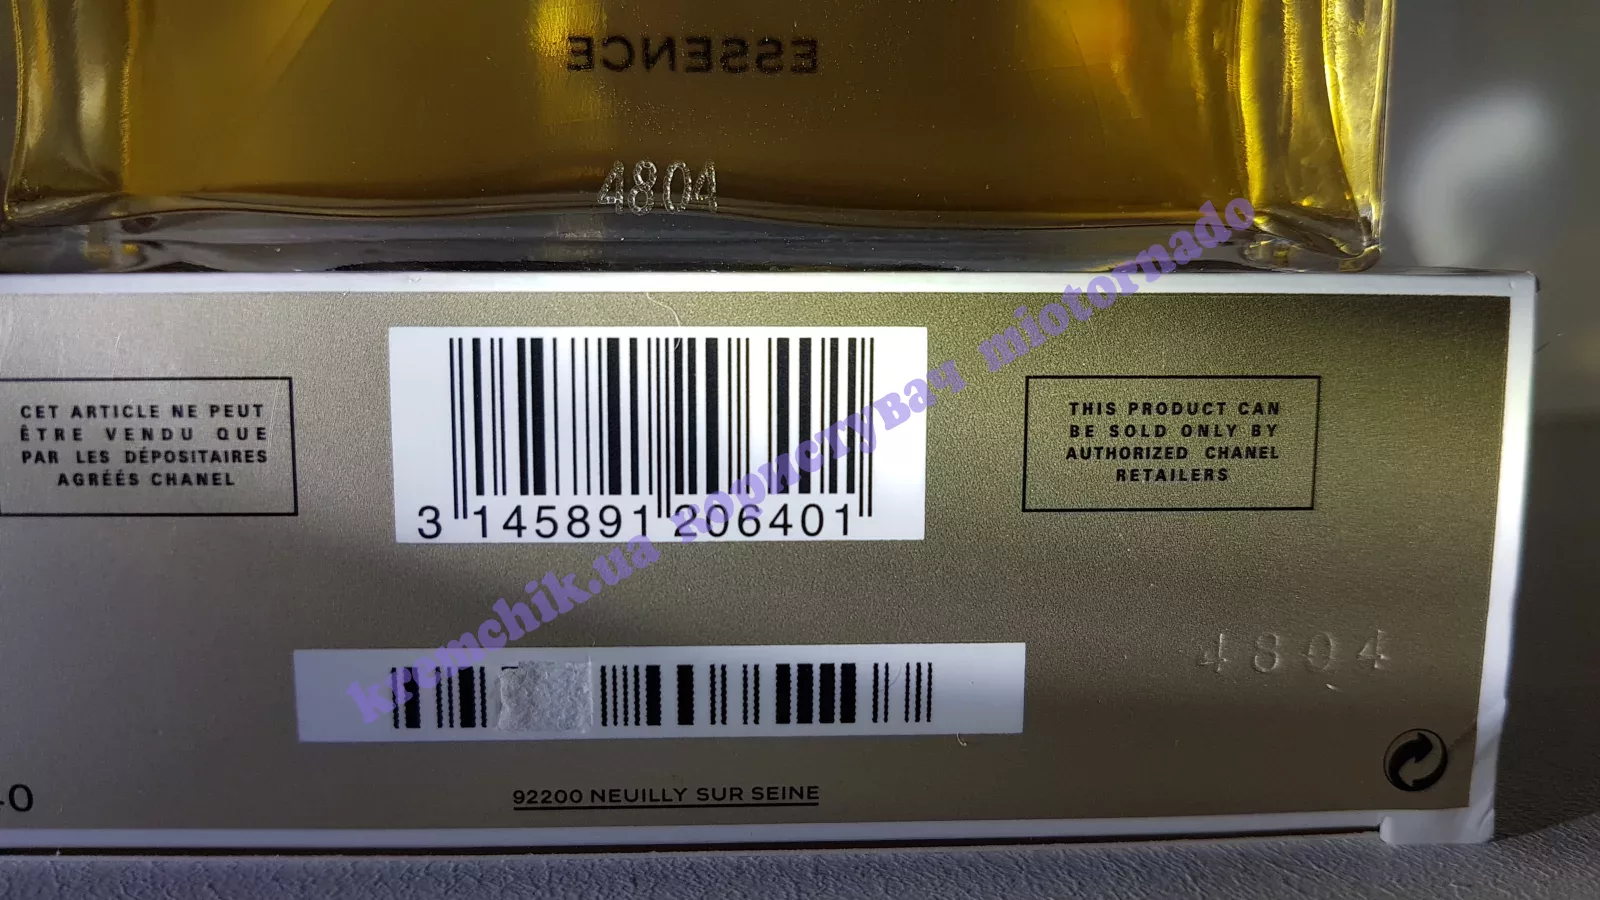 ESSENCE
4804
CET ARTICLE NE PEUT
ÊTRE VENDU QUE
PAR LES DÉPOSITAIRES
AGRÉÉS CHANEL
3 145891 206401
THIS PRODUCT CAN
BE SOLD ONLY BY
AUTHORIZED CHANEL
RETAILERS
kremchik.ua користувач miotornado
4804
0
92200 NEUILLY SUR SEINE